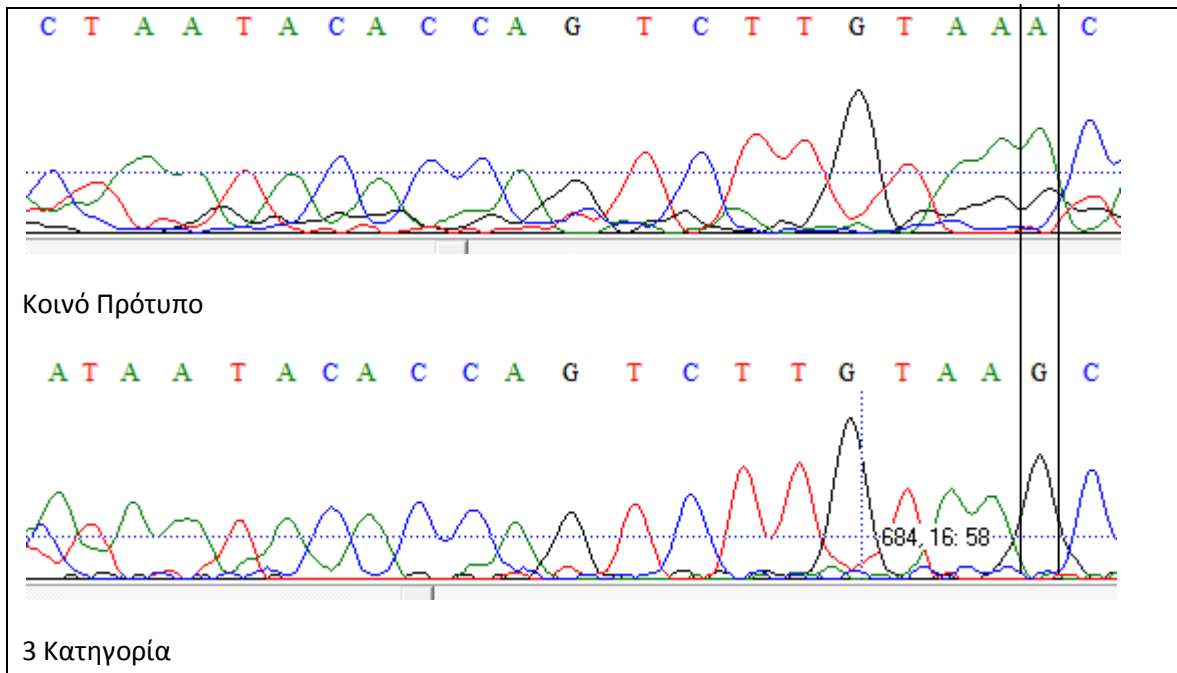 C T A A T A C A C C A G T C T T G T A A A C
Κοινό Πρότυπο
A T A A T A C A C C A G T C T T G T A A G C
684, 16: 58
3 Κατηγορία